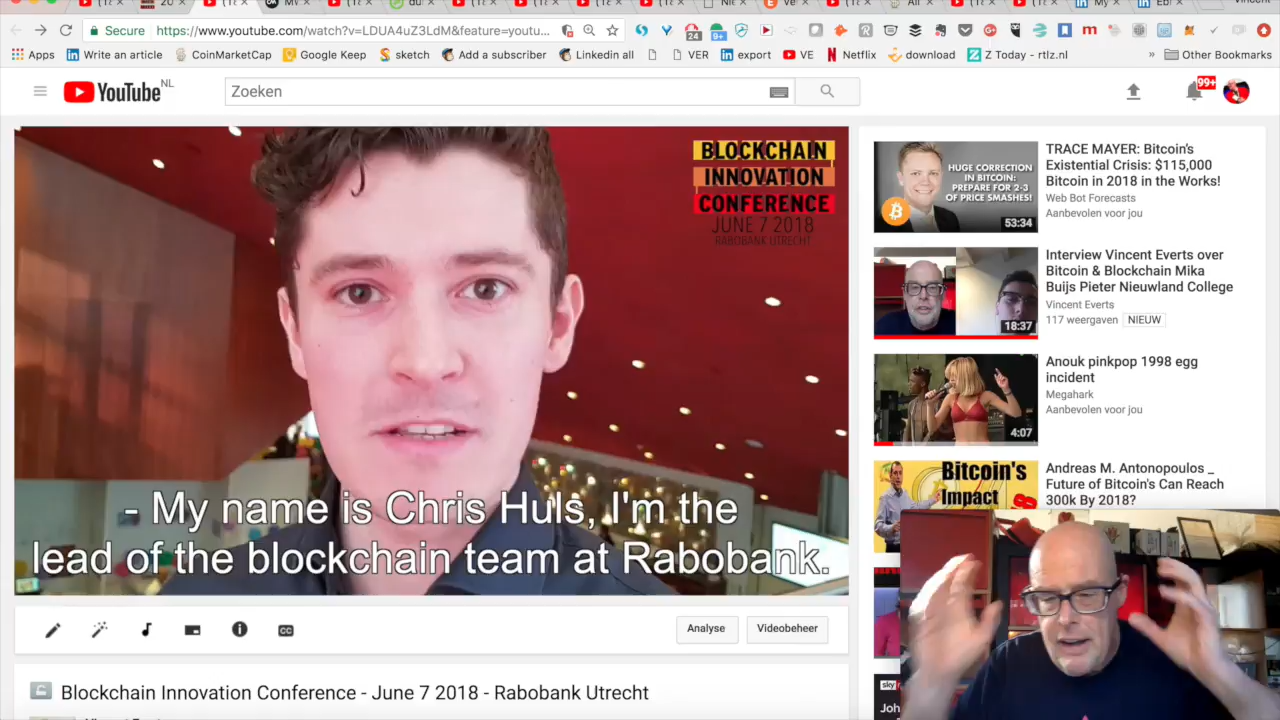 20
Secure
https://www.youtube.com/watch?v=LDUA4uZ3LdM&feature=youtu...
24
9+
Apps
Write an article
CoinMarketCap
Google Keep
sketch
Add a subscriber
Linkedin all
VER
export
VE
Netflix
download
Z Today - rtlz.nl
»
Other Bookmarks
YouTube NL
Zoeken
99+
BLOCKCHAIN
INNOVATION
CONFERENCE
JUNE 7 2018
RABOBANK UTRECHT
- My name is Chris Huls, I'm the
lead of the blockchain team at Rabobank.
Analyse
Videobeheer
Blockchain Innovation Conference - June 7 2018 - Rabobank Utrecht
HUGE CORRECTION
IN BITCOIN:
PREPARE FOR 2-3
OF PRICE SMASHES!
53:34
TRACE MAYER: Bitcoin's
Existential Crisis: $115,000
Bitcoin in 2018 in the Works!
Web Bot Forecasts
Aanbevolen voor jou
18:37
Interview Vincent Everts over
Bitcoin & Blockchain Mika
Buijs Pieter Nieuwland College
Vincent Everts
117 weergaven
NIEUW
4:07
Anouk pinkpop 1998 egg
incident
Megahark
Aanbevolen voor jou
Bitcoin's
Impact
Andreas M. Antonopoulos _
Future of Bitcoin's Can Reach
300k By 2018?
sky